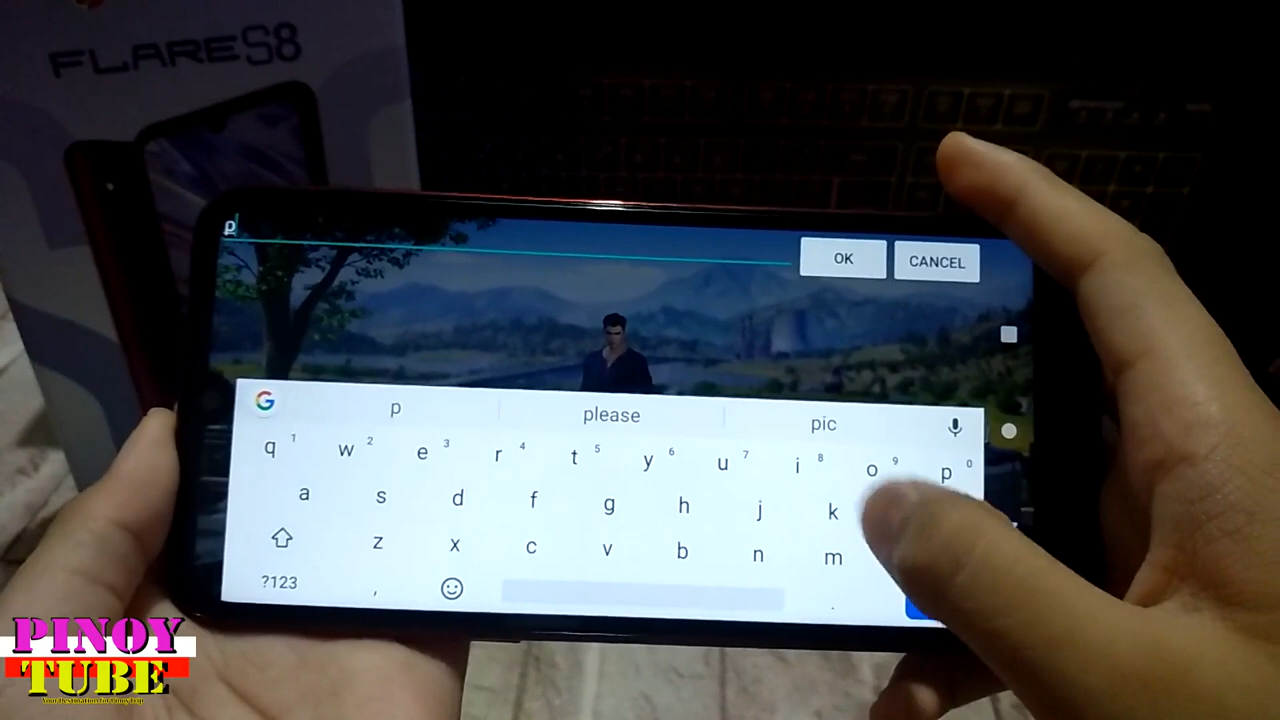 FLARE S8
p
OK
CANCEL
p please pic
q 1 w 2 e 3 r 4 t 5 y 6 u 7 i 8 o 9 p 0
a s d f g h j k
z x c v b n m
?123 , .
PINOY
TUBE